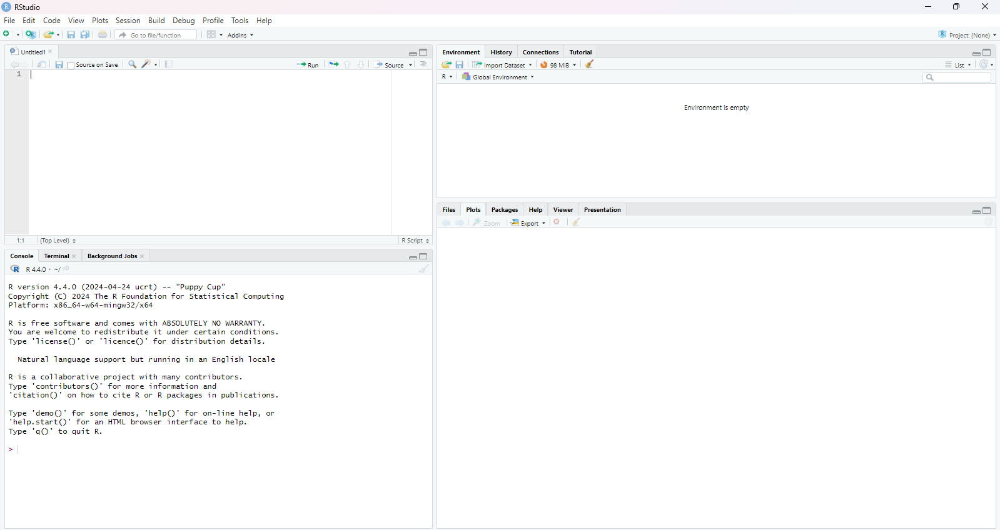 RStudio
File Edit Code View Plots Session Build Debug Profile Tools Help
Go to file/function Addins Project: (None)
Untitled1
Source on Save Run Source
1
1:1 (Top Level) R Script
Console Terminal Background Jobs
R 4.4.0 · ~/
R version 4.4.0 (2024-04-24 ucrt) -- "Puppy Cup"
Copyright (C) 2024 The R Foundation for Statistical Computing
Platform: x86_64-w64-mingw32/x64
R is free software and comes with ABSOLUTELY NO WARRANTY.
You are welcome to redistribute it under certain conditions.
Type 'license()' or 'licence()' for distribution details.
Natural language support but running in an English locale
R is a collaborative project with many contributors.
Type 'contributors()' for more information and
'citation()' on how to cite R or R packages in publications.
Type 'demo()' for some demos, 'help()' for on-line help, or
'help.start()' for an HTML browser interface to help.
Type 'q()' to quit R.
>
Environment History Connections Tutorial
Import Dataset 98 MiB List
R Global Environment
Environment is empty
Files Plots Packages Help Viewer Presentation
Zoom Export